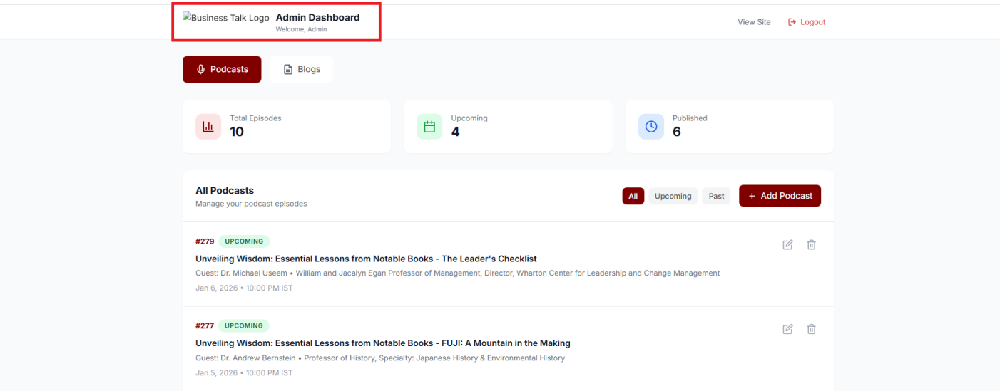 Business Talk Logo
Admin Dashboard
Welcome, Admin
View Site
Logout
Podcasts
Blogs
Total Episodes
10
Upcoming
4
Published
6
All Podcasts
Manage your podcast episodes
All
Upcoming
Past
+ Add Podcast
#279 UPCOMING
Unveiling Wisdom: Essential Lessons from Notable Books - The Leader's Checklist
Guest: Dr. Michael Useem • William and Jacalyn Egan Professor of Management, Director, Wharton Center for Leadership and Change Management
Jan 6, 2026 • 10:00 PM IST
#277 UPCOMING
Unveiling Wisdom: Essential Lessons from Notable Books - FUJI: A Mountain in the Making
Guest: Dr. Andrew Bernstein • Professor of History, Specialty: Japanese History & Environmental History
Jan 5, 2026 • 10:00 PM IST